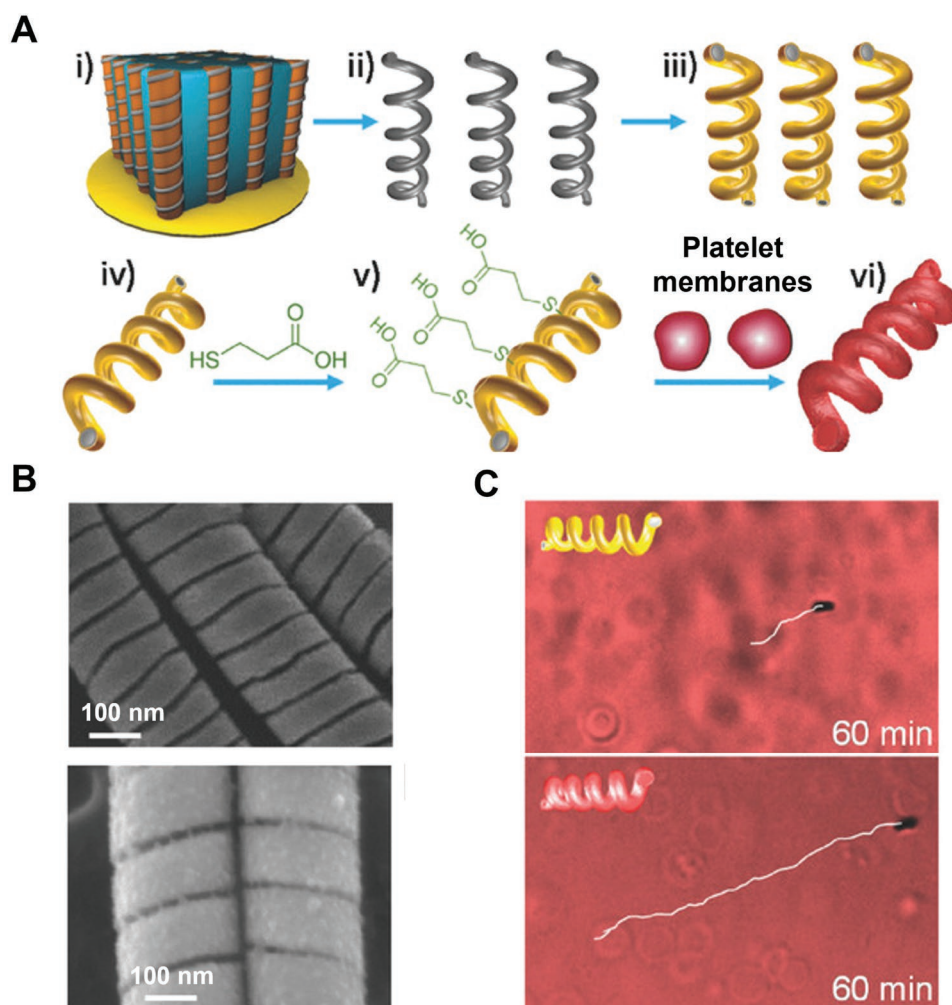 A
i)
ii)
iii)
iv)
HS
O
OH
v)
HO
O
S
HO
O
S
HO
O
S
Platelet
membranes
vi)
B
100 nm
100 nm
C
60 min
60 min